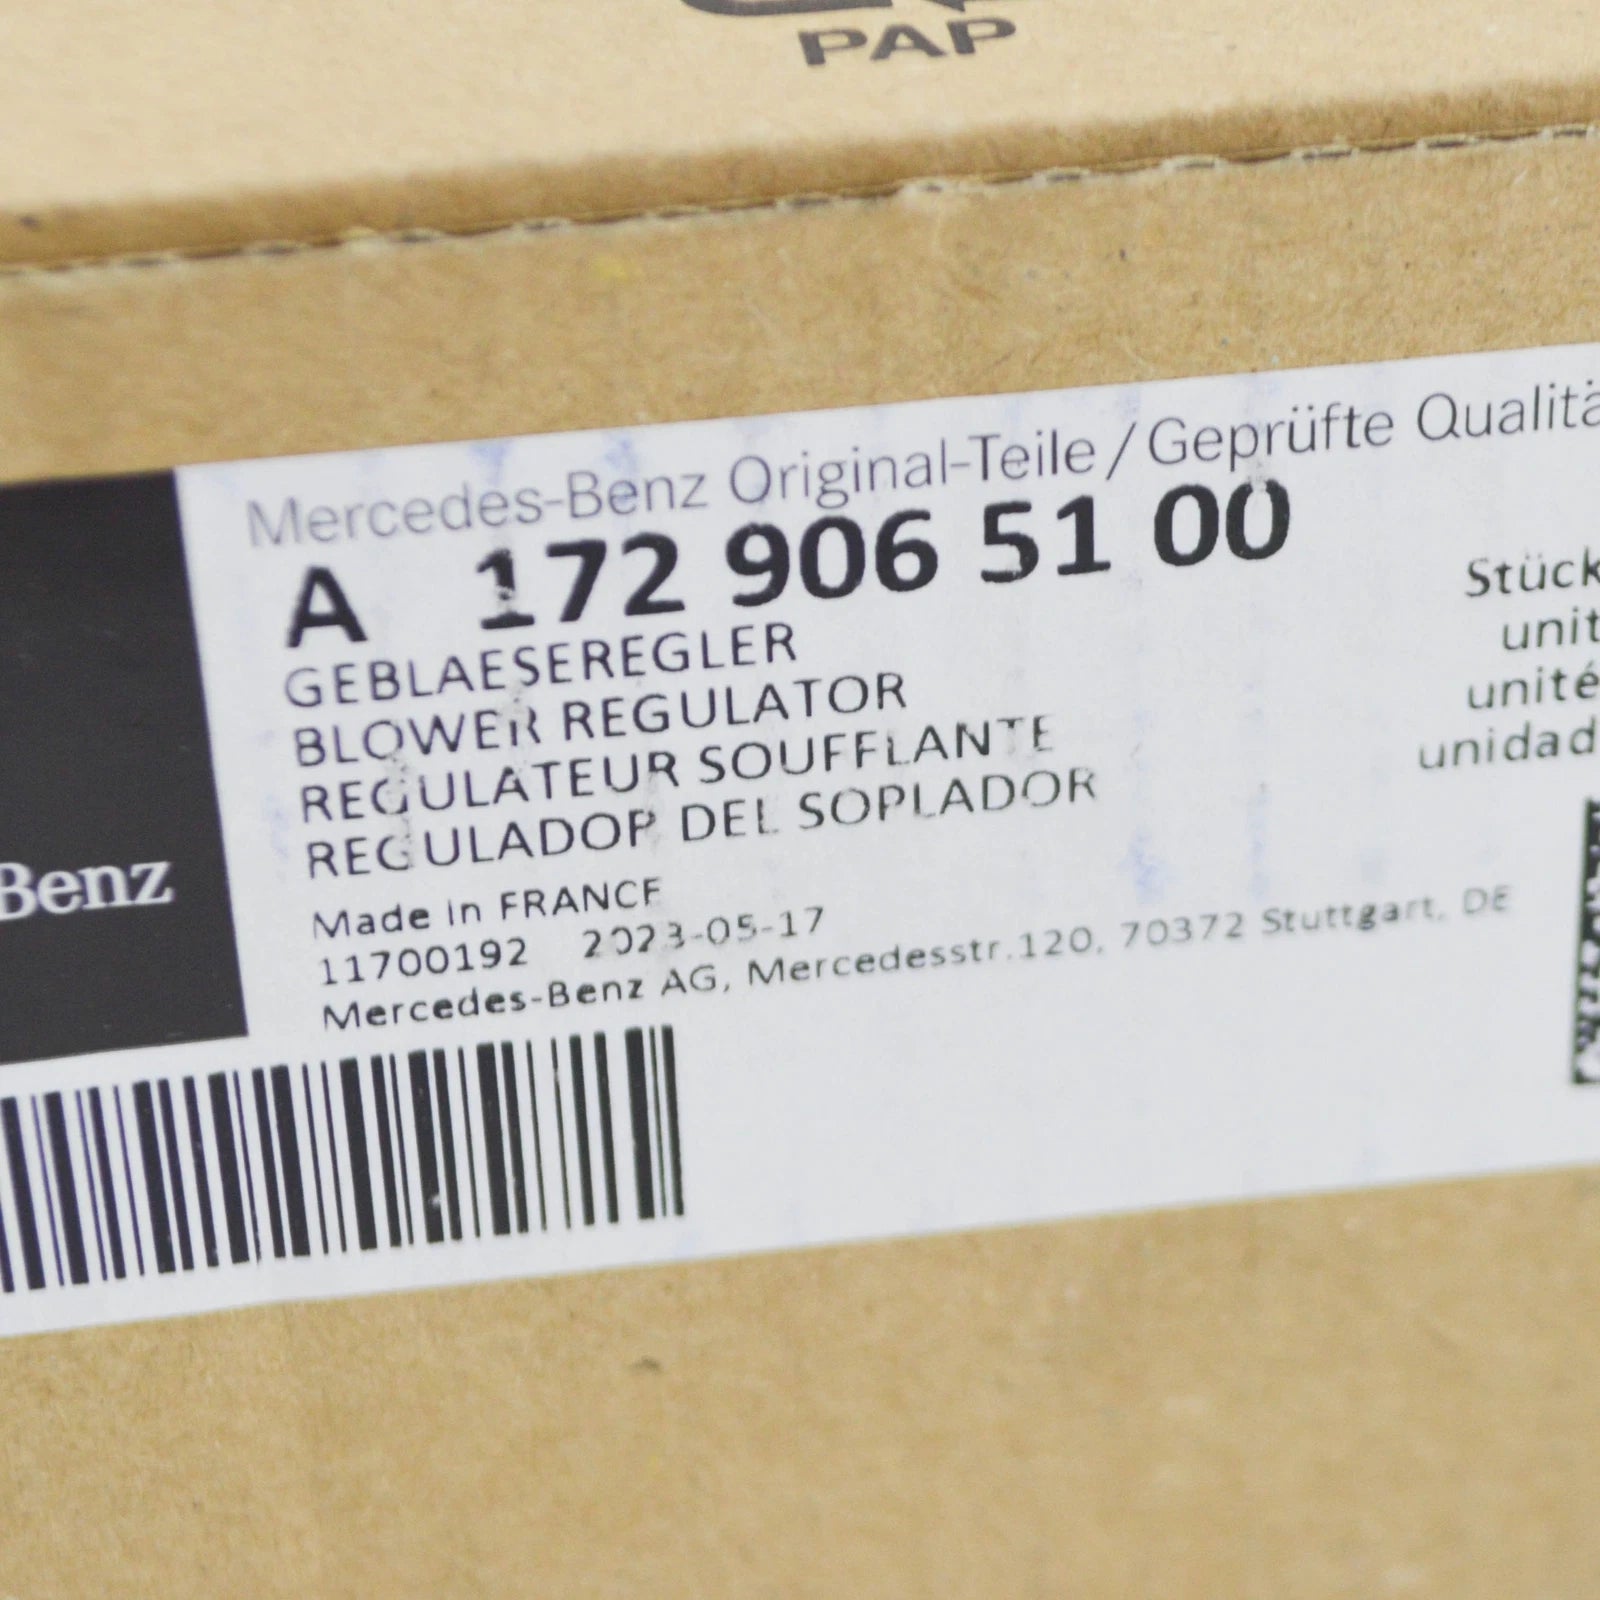 PAP
Mercedes-Benz Original-Teile / Geprüfte Qualitä
A 172 906 51 00
GEBLAESEREGLER
BLOWER REGULATOR
REGULATEUR SOUFFLANTE
REGULADOR DEL SOPLADOR
Stück
unit
unité
unidad
Made in FRANCE
11700192 2023-05-17
Mercedes-Benz AG, Mercedesstr.120, 70372 Stuttgart, DE
Benz